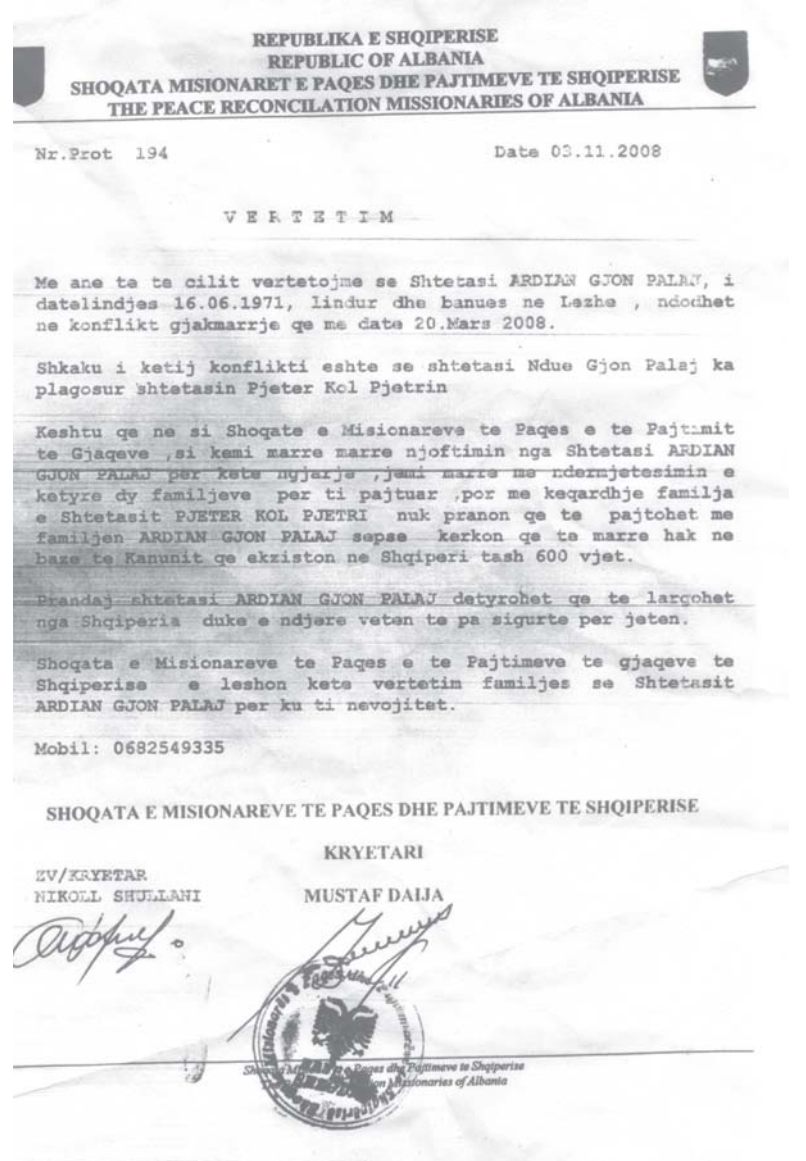 REPUBLIKA E SHQIPERISE
REPUBLIC OF ALBANIA
SHOQATA MISIONARET E PAQES DHE PAJTIMEVE TE SHQIPERISE
THE PEACE RECONCILATION MISSIONARIES OF ALBANIA
Nr.Prot 194 Date 03.11.2008
V E R T E T I M
Me ane te te cilit vertetojme se Shtetasi ARDIAN GJON PALAJ, i
datelindjes 16.06.1971, lindur dhe banues ne Lezhe , ndodhet
ne konflikt gjakmarrje qe me date 20.Mars 2008.
Shkaku i ketij konflikti eshte se shtetasi Ndue Gjon Palaj ka
plagosur shtetasin Pjeter Kol Pjetrin
Keshtu qe ne si Shoqate e Misionareve te Paqes e te Pajtimit
te Gjaqeve ,si kemi marre marre njoftimin nga Shtetasi ARDIAN
GJON PALAJ per kete ngjarje ,jemi marre me ndermjetesimin e
ketyre dy familjeve per ti pajtuar ,por me keqardhje familja
e Shtetasit PJETER KOL PJETRI nuk pranon qe te pajtohet me
familjen ARDIAN GJON PALAJ sepse kerkon qe te marre hak ne
baze te Kanunit qe ekziston ne Shqiperi tash 600 vjet.
Prandaj shtetasi ARDIAN GJON PALAJ detyrohet qe te largohet
nga Shqiperia duke e ndjere veten te pa sigurte per jeten.
Shoqata e Misionareve te Paqes e te Pajtimeve te gjaqeve te
Shqiperise e leshon kete vertetim familjes se Shtetasit
ARDIAN GJON PALAJ per ku ti nevojitet.
Mobil: 0682549335
SHOQATA E MISIONAREVE TE PAQES DHE PAJTIMEVE TE SHQIPERISE
KRYETARI
ZV/KRYETAR
NIKOLL SHULLANI MUSTAF DAIJA
Paqes dhe Pajtimeve te Shqiperise
Missionaries of Albania